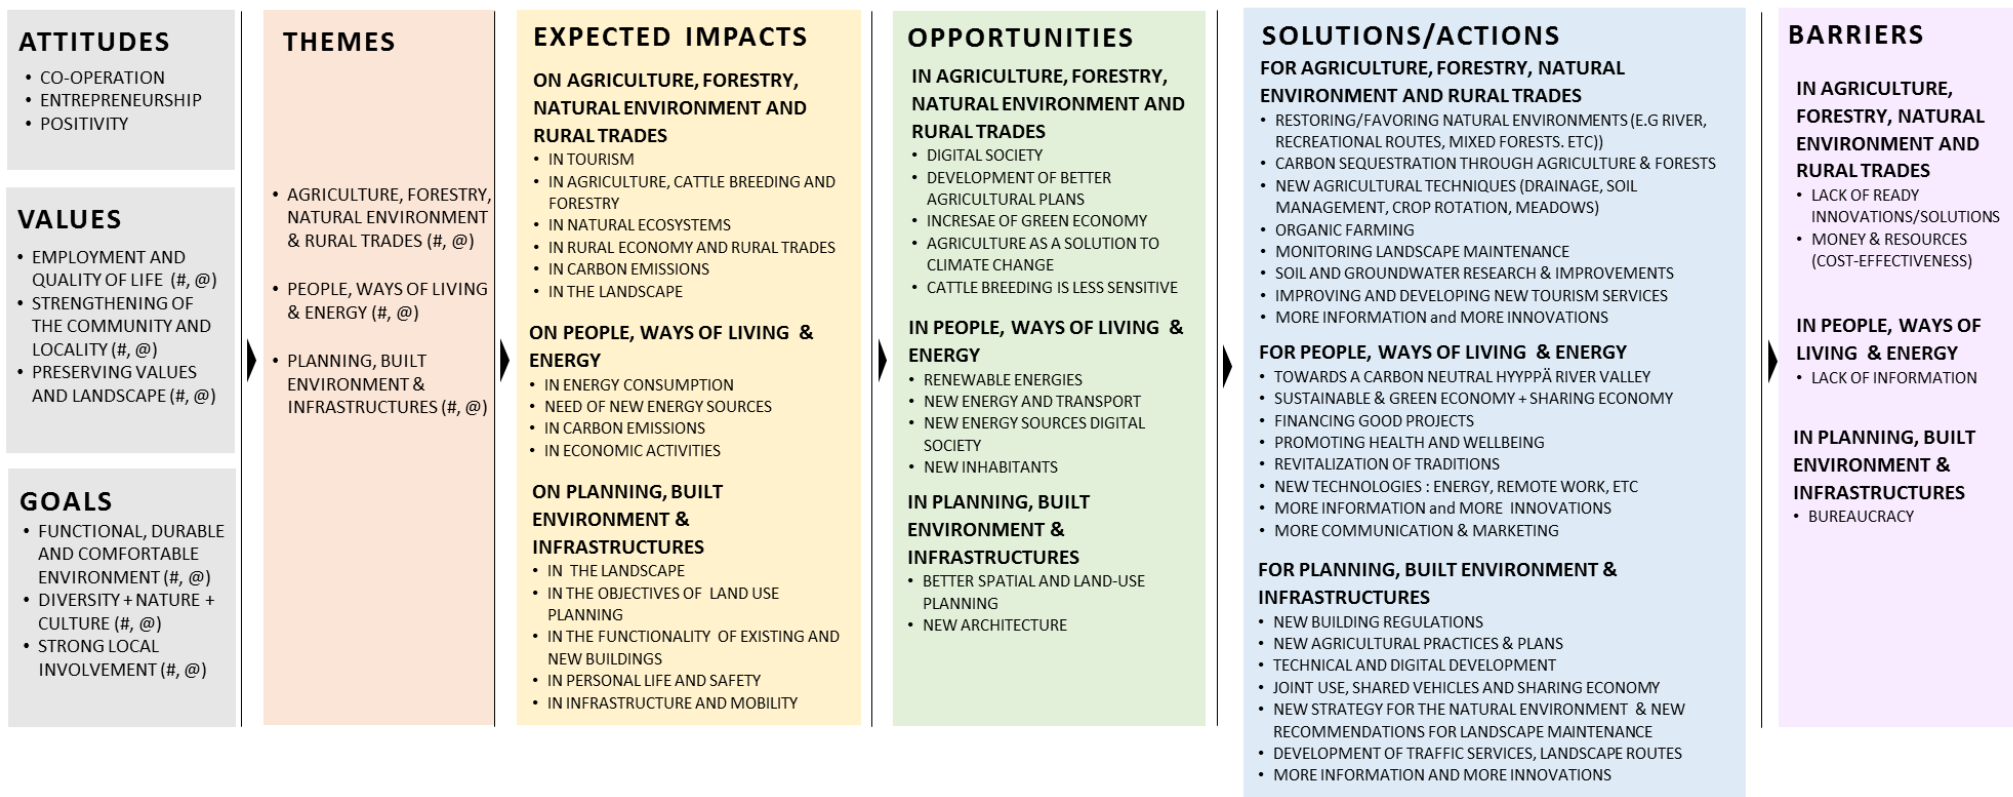 ATTITUDES
• CO-OPERATION
• ENTREPRENEURSHIP
• POSITIVITY
VALUES
• EMPLOYMENT AND
QUALITY OF LIFE (#, @)
• STRENGTHENING OF
THE COMMUNITY AND
LOCALITY (#, @)
• PRESERVING VALUES
AND LANDSCAPE (#, @)
GOALS
• FUNCTIONAL, DURABLE
AND COMFORTABLE
ENVIRONMENT (#, @)
• DIVERSITY + NATURE +
CULTURE (#, @)
• STRONG LOCAL
INVOLVEMENT (#, @)
THEMES
• AGRICULTURE, FORESTRY,
NATURAL ENVIRONMENT
& RURAL TRADES (#, @)
• PEOPLE, WAYS OF LIVING
& ENERGY (#, @)
• PLANNING, BUILT
ENVIRONMENT &
INFRASTRUCTURES (#, @)
EXPECTED IMPACTS
ON AGRICULTURE, FORESTRY,
NATURAL ENVIRONMENT AND
RURAL TRADES
• IN TOURISM
• IN AGRICULTURE, CATTLE BREEDING AND
FORESTRY
• IN NATURAL ECOSYSTEMS
• IN RURAL ECONOMY AND RURAL TRADES
• IN CARBON EMISSIONS
• IN THE LANDSCAPE
ON PEOPLE, WAYS OF LIVING &
ENERGY
• IN ENERGY CONSUMPTION
• NEED OF NEW ENERGY SOURCES
• IN CARBON EMISSIONS
• IN ECONOMIC ACTIVITIES
ON PLANNING, BUILT
ENVIRONMENT &
INFRASTRUCTURES
• IN THE LANDSCAPE
• IN THE OBJECTIVES OF LAND USE
PLANNING
• IN THE FUNCTIONALITY OF EXISTING AND
NEW BUILDINGS
• IN PERSONAL LIFE AND SAFETY
• IN INFRASTRUCTURE AND MOBILITY
OPPORTUNITIES
IN AGRICULTURE, FORESTRY,
NATURAL ENVIRONMENT AND
RURAL TRADES
• DIGITAL SOCIETY
• DEVELOPMENT OF BETTER
AGRICULTURAL PLANS
• INCRESAE OF GREEN ECONOMY
• AGRICULTURE AS A SOLUTION TO
CLIMATE CHANGE
• CATTLE BREEDING IS LESS SENSITIVE
IN PEOPLE, WAYS OF LIVING &
ENERGY
• RENEWABLE ENERGIES
• NEW ENERGY AND TRANSPORT
• NEW ENERGY SOURCES DIGITAL
SOCIETY
• NEW INHABITANTS
IN PLANNING, BUILT
ENVIRONMENT &
INFRASTRUCTURES
• BETTER SPATIAL AND LAND-USE
PLANNING
• NEW ARCHITECTURE
SOLUTIONS/ACTIONS
FOR AGRICULTURE, FORESTRY, NATURAL
ENVIRONMENT AND RURAL TRADES
• RESTORING/FAVORING NATURAL ENVIRONMENTS (E.G RIVER,
RECREATIONAL ROUTES, MIXED FORESTS. ETC))
• CARBON SEQUESTRATION THROUGH AGRICULTURE & FORESTS
• NEW AGRICULTURAL TECHNIQUES (DRAINAGE, SOIL
MANAGEMENT, CROP ROTATION, MEADOWS)
• ORGANIC FARMING
• MONITORING LANDSCAPE MAINTENANCE
• SOIL AND GROUNDWATER RESEARCH & IMPROVEMENTS
• IMPROVING AND DEVELOPING NEW TOURISM SERVICES
• MORE INFORMATION and MORE INNOVATIONS
FOR PEOPLE, WAYS OF LIVING & ENERGY
• TOWARDS A CARBON NEUTRAL HYYPPÄ RIVER VALLEY
• SUSTAINABLE & GREEN ECONOMY + SHARING ECONOMY
• FINANCING GOOD PROJECTS
• PROMOTING HEALTH AND WELLBEING
• REVITALIZATION OF TRADITIONS
• NEW TECHNOLOGIES : ENERGY, REMOTE WORK, ETC
• MORE INFORMATION and MORE INNOVATIONS
• MORE COMMUNICATION & MARKETING
FOR PLANNING, BUILT ENVIRONMENT &
INFRASTRUCTURES
• NEW BUILDING REGULATIONS
• NEW AGRICULTURAL PRACTICES & PLANS
• TECHNICAL AND DIGITAL DEVELOPMENT
• JOINT USE, SHARED VEHICLES AND SHARING ECONOMY
• NEW STRATEGY FOR THE NATURAL ENVIRONMENT & NEW
RECOMMENDATIONS FOR LANDSCAPE MAINTENANCE
• DEVELOPMENT OF TRAFFIC SERVICES, LANDSCAPE ROUTES
• MORE INFORMATION AND MORE INNOVATIONS
BARRIERS
IN AGRICULTURE,
FORESTRY, NATURAL
ENVIRONMENT AND
RURAL TRADES
• LACK OF READY
INNOVATIONS/SOLUTIONS
• MONEY & RESOURCES
(COST-EFFECTIVENESS)
IN PEOPLE, WAYS OF
LIVING & ENERGY
• LACK OF INFORMATION
IN PLANNING, BUILT
ENVIRONMENT &
INFRASTRUCTURES
• BUREAUCRACY